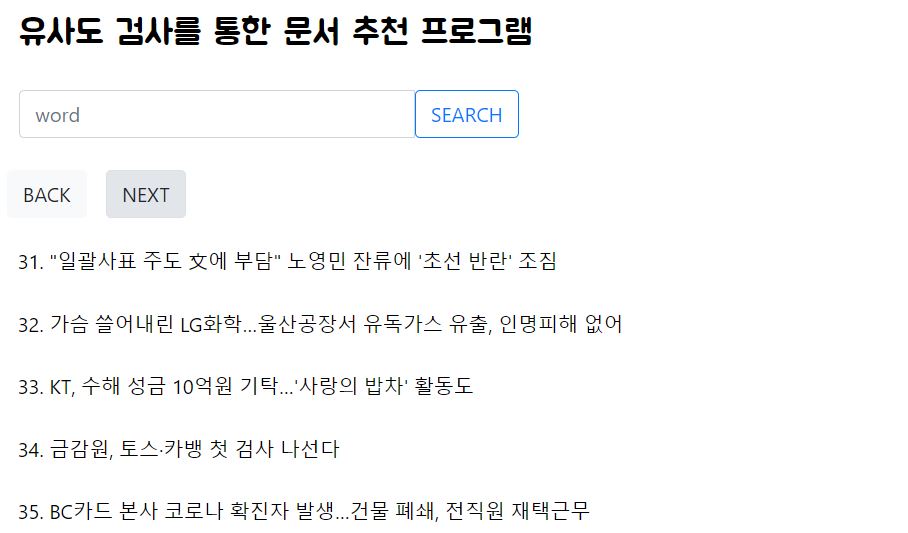 유사도 검사를 통한 문서 추천 프로그램
word
SEARCH
BACK
NEXT
31. "일괄사표 주도 文에 부담" 노영민 잔류에 '초선 반란' 조짐
32. 가슴 쓸어내린 LG화학...울산공장서 유독가스 유출, 인명피해 없어
33. KT, 수해 성금 10억원 기탁...'사랑의 밥차' 활동도
34. 금감원, 토스·카뱅 첫 검사 나선다
35. BC카드 본사 코로나 확진자 발생...건물 폐쇄, 전직원 재택근무